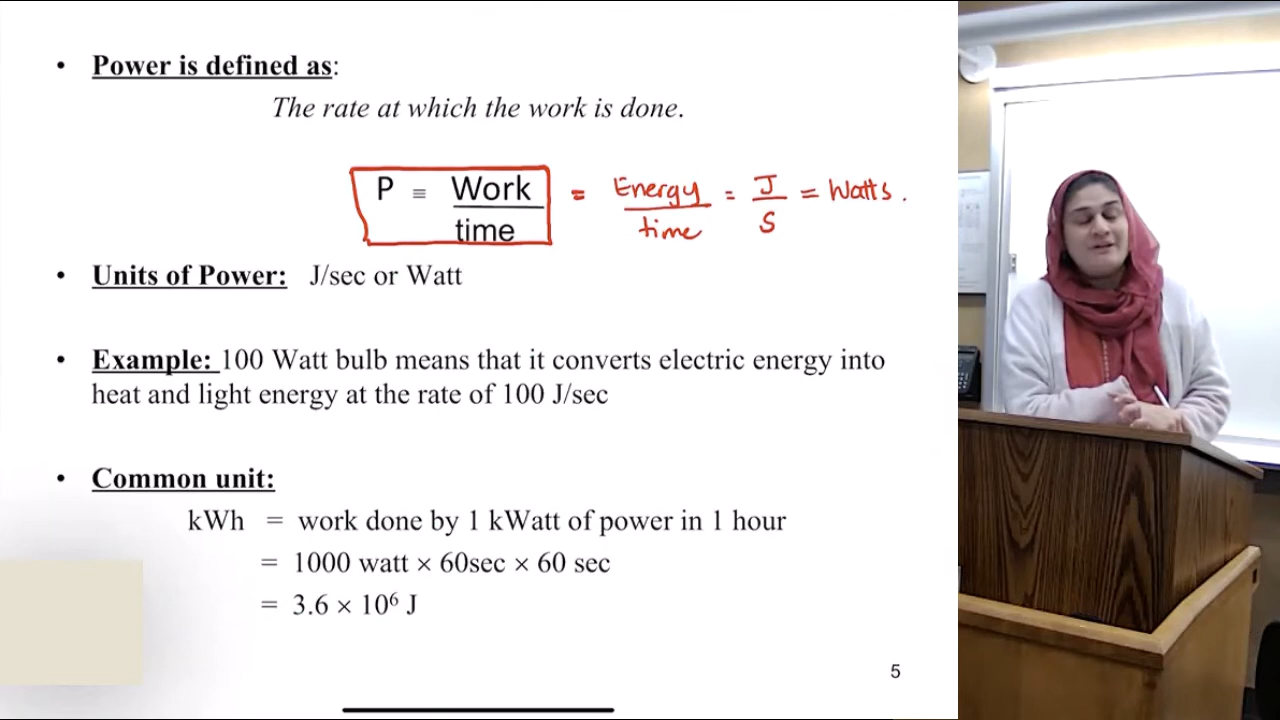 • Power is defined as:
The rate at which the work is done.
P = Work/time = Energy/time = J/S = Watts.
• Units of Power: J/sec or Watt
• Example: 100 Watt bulb means that it converts electric energy into
heat and light energy at the rate of 100 J/sec
• Common unit:
kWh = work done by 1 kWatt of power in 1 hour
= 1000 watt × 60sec × 60 sec
= 3.6 × 10⁶ J
5